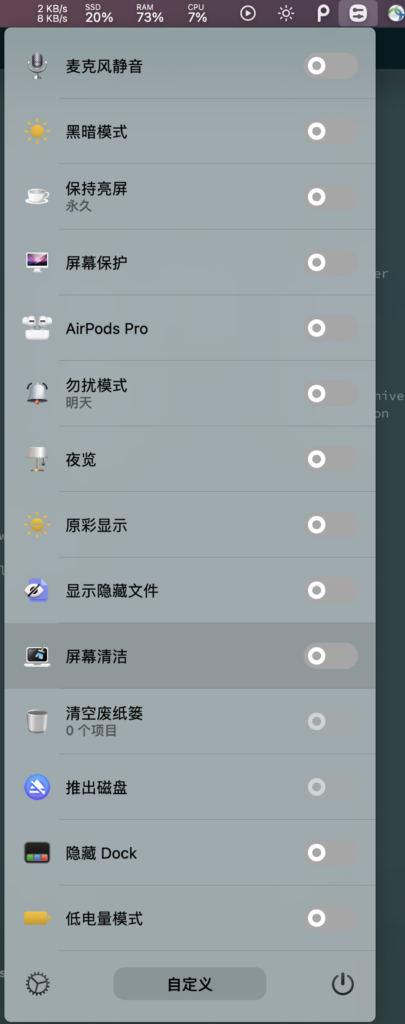 2 KB/s
8 KB/s
SSD
20%
RAM
73%
CPU
7%
麦克风静音
黑暗模式
保持亮屏
永久
屏幕保护
er
AirPods Pro
勿扰模式
明天
nive
on
夜览
原彩显示
显示隐藏文件
屏幕清洁
清空废纸篓
0 个项目
推出磁盘
隐藏 Dock
低电量模式
自定义